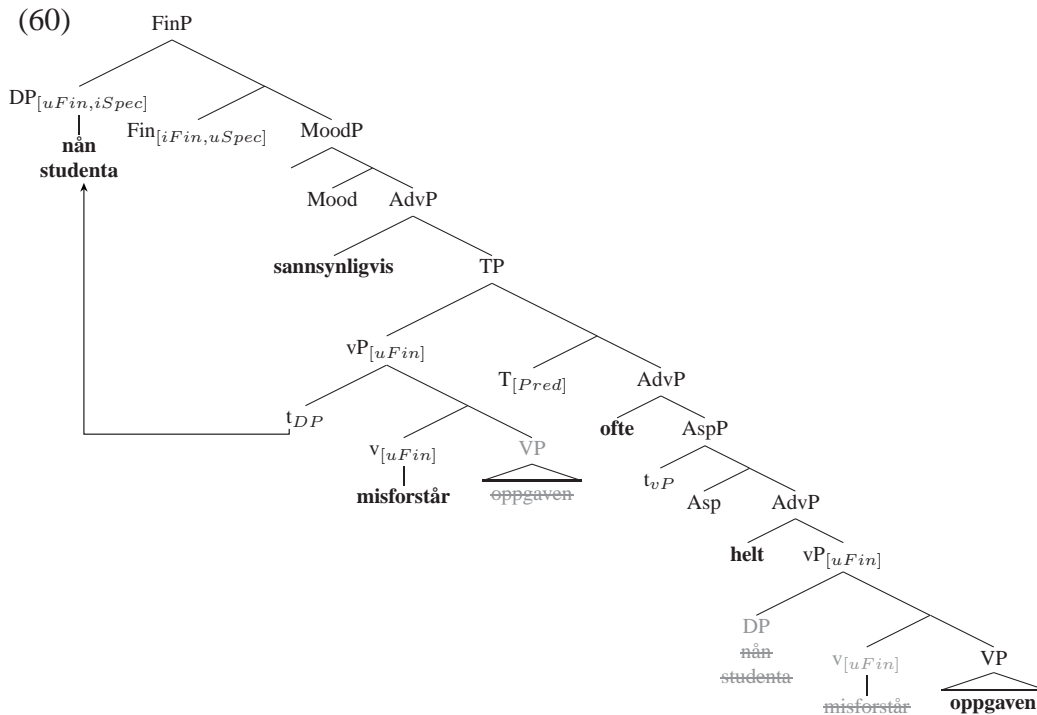 (60)
FinP
DP[uFin,iSpec]
Fin[iFin,uSpec]
MoodP
nån
studenta
Mood
AdvP
sannsynligvis
TP
vP[uFin]
T[Pred]
AdvP
tDP
ofte
AspP
v[uFin]
VP
tvP
misforstår
oppgaven
Asp
AdvP
helt
vP[uFin]
DP
nån
studenta
v[uFin]
VP
misforstår
oppgaven